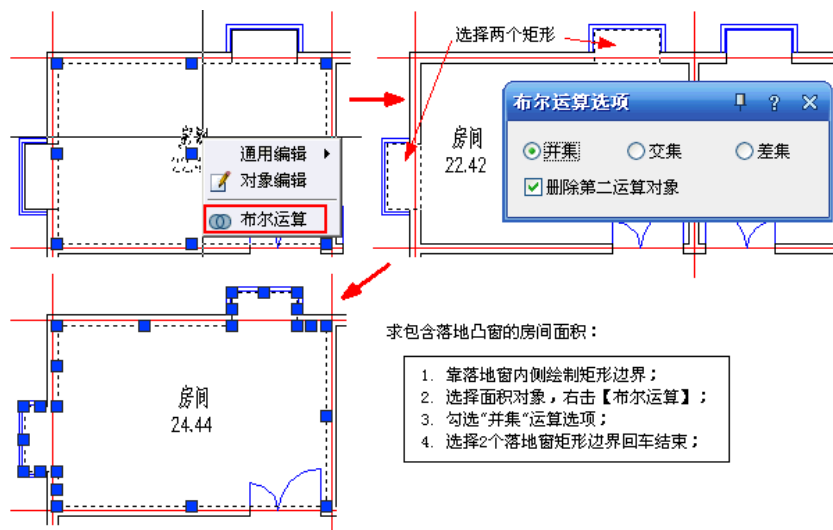 选择两个矩形
布尔运算选项
?
并集
交集
差集
删除第二运算对象
房间
22.42
通用编辑
对象编辑
布尔运算
房间
24.44
求包含落地凸窗的房间面积：
1. 靠落地窗内侧绘制矩形边界；
2. 选择面积对象，右击【布尔运算】；
3. 勾选“并集”运算选项；
4. 选择2个落地窗矩形边界回车结束；